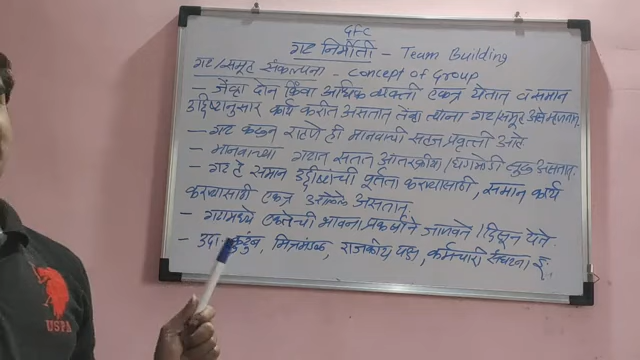 GFC
गट निर्मीती - Team Building
गट/समूह संकल्पना - concept of Group
- जेंव्हा दोन किंवा अधिक व्यक्ती एकत्र येतात व समान
उद्दिष्टानुसार कार्य करीत असतात तेंव्हा त्यांना गट/समूह असे म्हणतात.
- गट करून राहणे ही मानवाची सहज प्रवृत्ती आहे.
- मानवाच्या गटात सतत आंतरक्रीया/घडामोडी सुरू असतात.
- गट हे समान उद्दीष्टांची पूर्तता करण्यासाठी, समान कार्य
करण्यासाठी एकत्र आलेले असतात.
- गटामध्ये एकतेची भावना प्रकर्षाने जाणवते / दिसून येते.
- उदा. कुटुंब, मित्रमंडळ, राजकीय पक्ष, कर्मचारी संघटना इ.
USPA